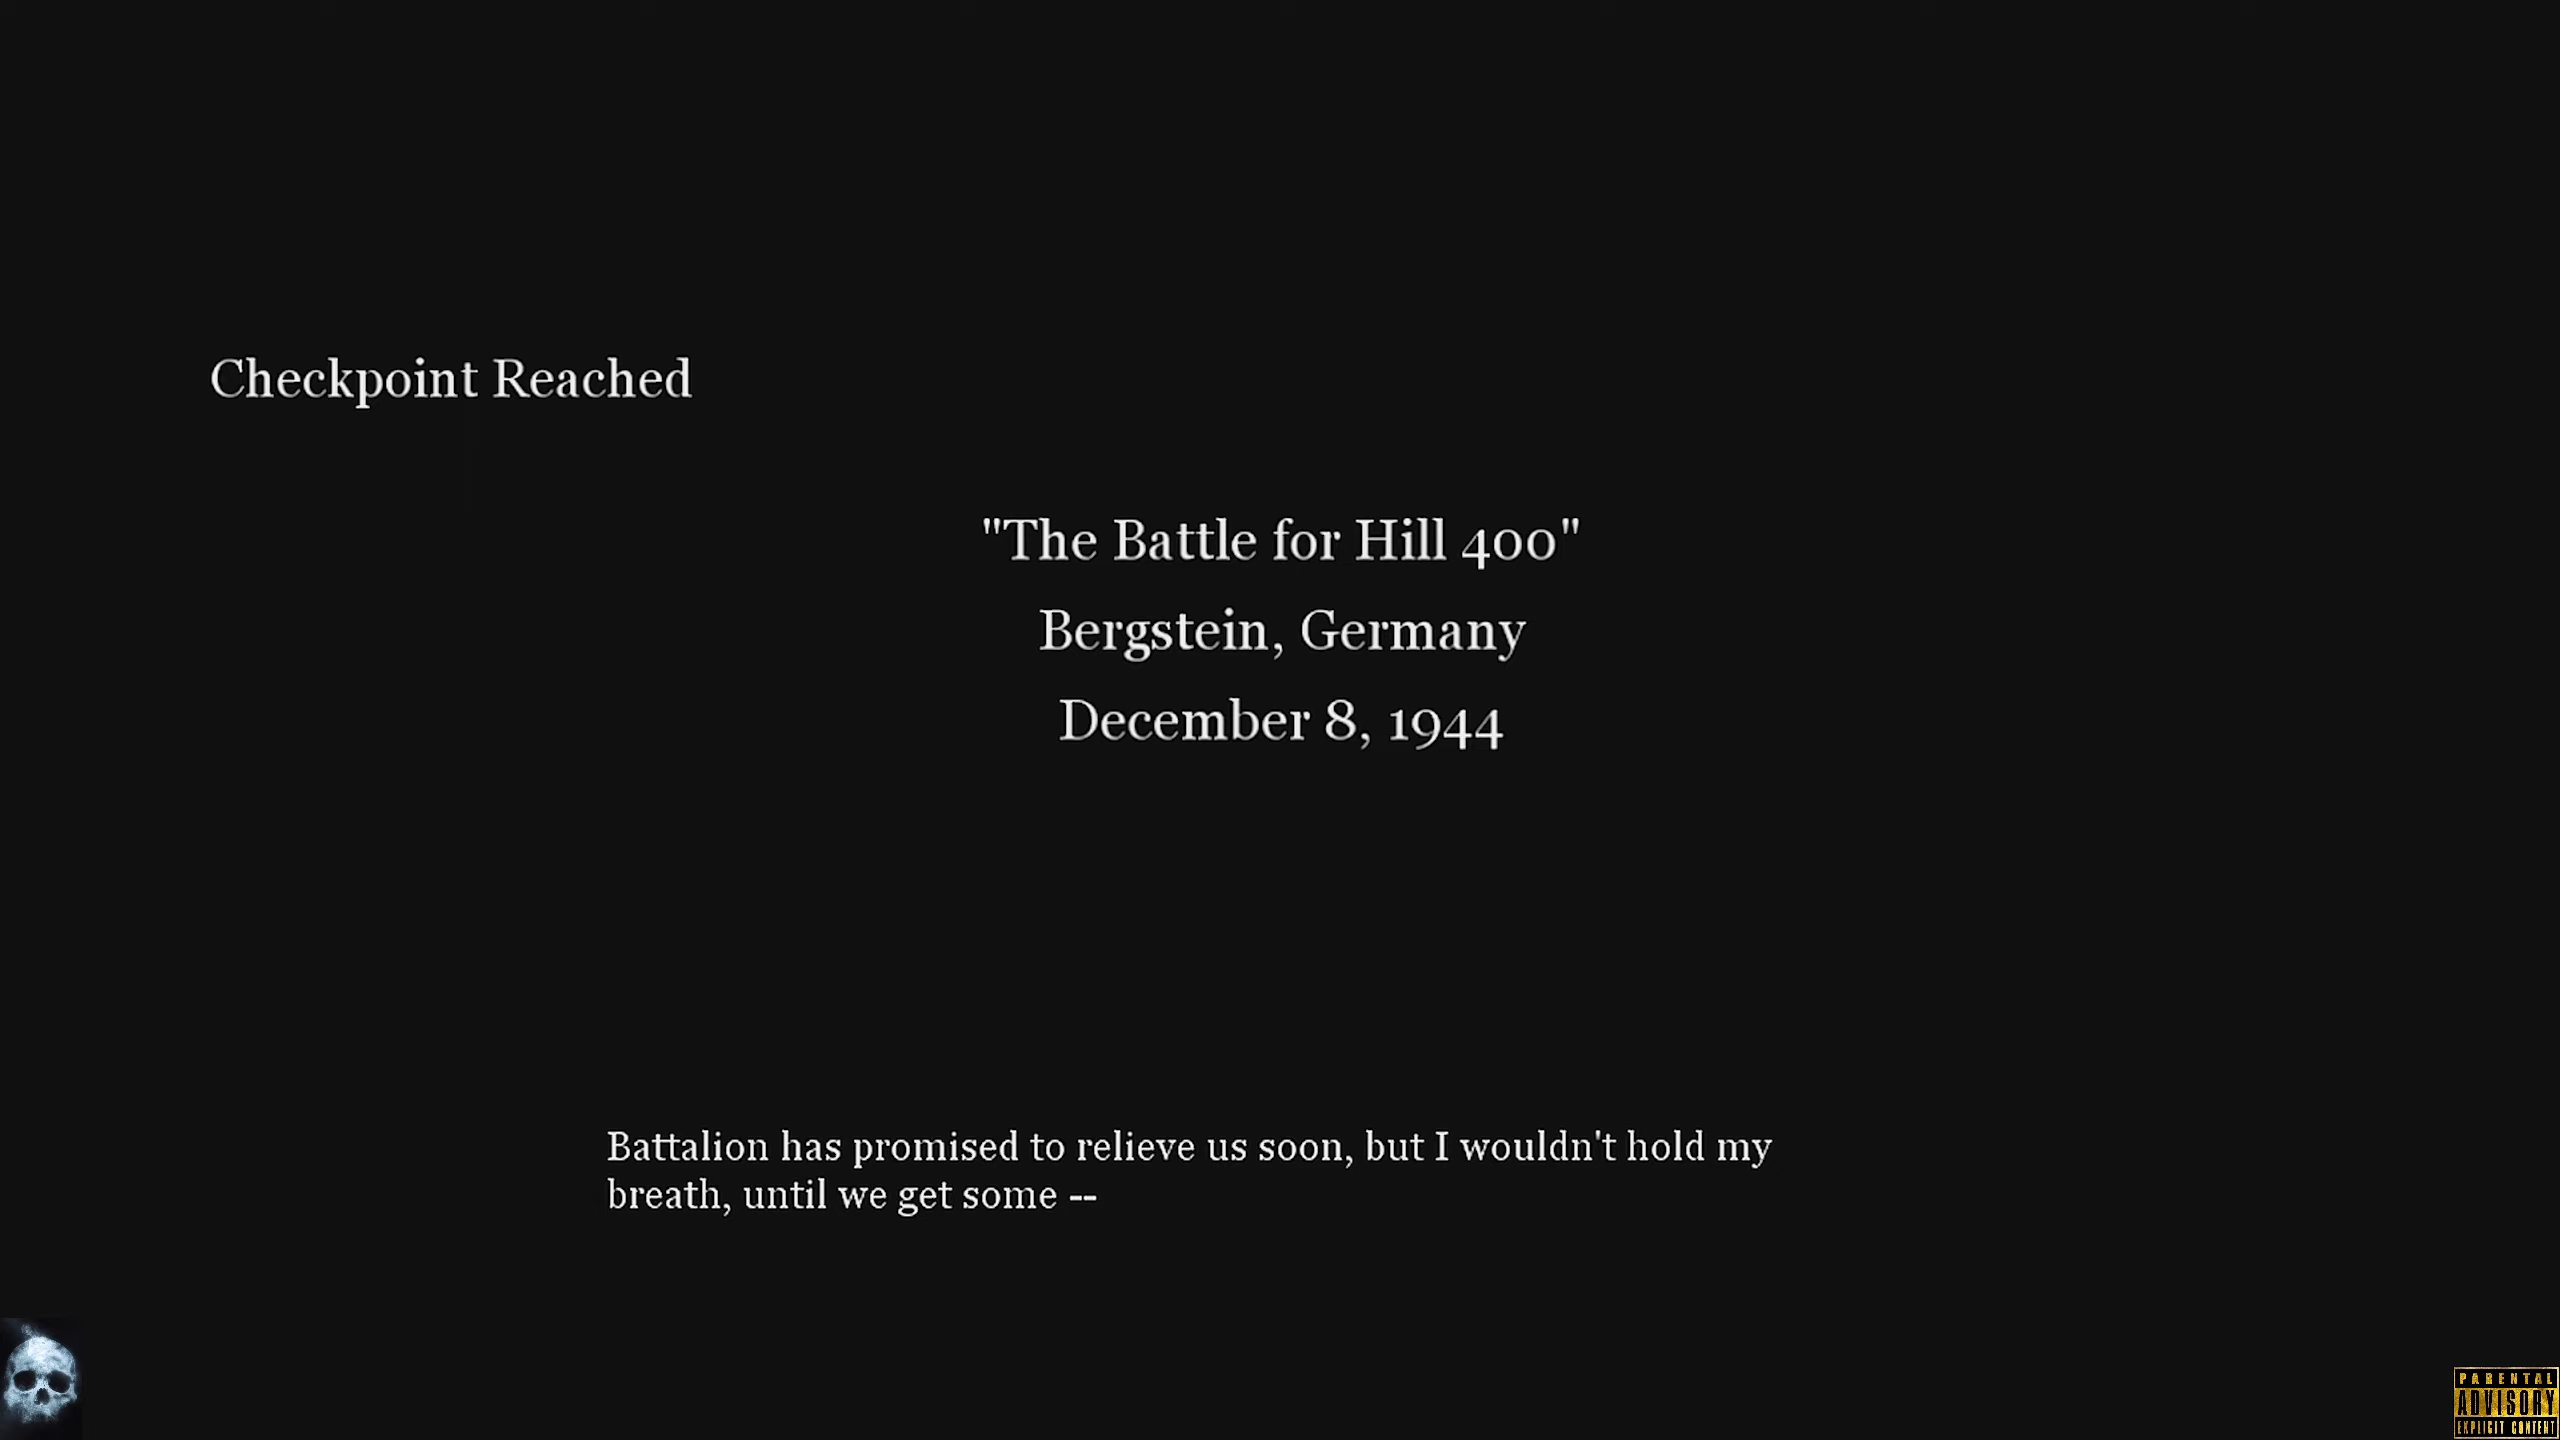 Checkpoint Reached
"The Battle for Hill 400"
Bergstein, Germany
December 8, 1944
Battalion has promised to relieve us soon, but I wouldn't hold my
breath, until we get some --
PARENTAL
ADVISORY
EXPLICIT CONTENT